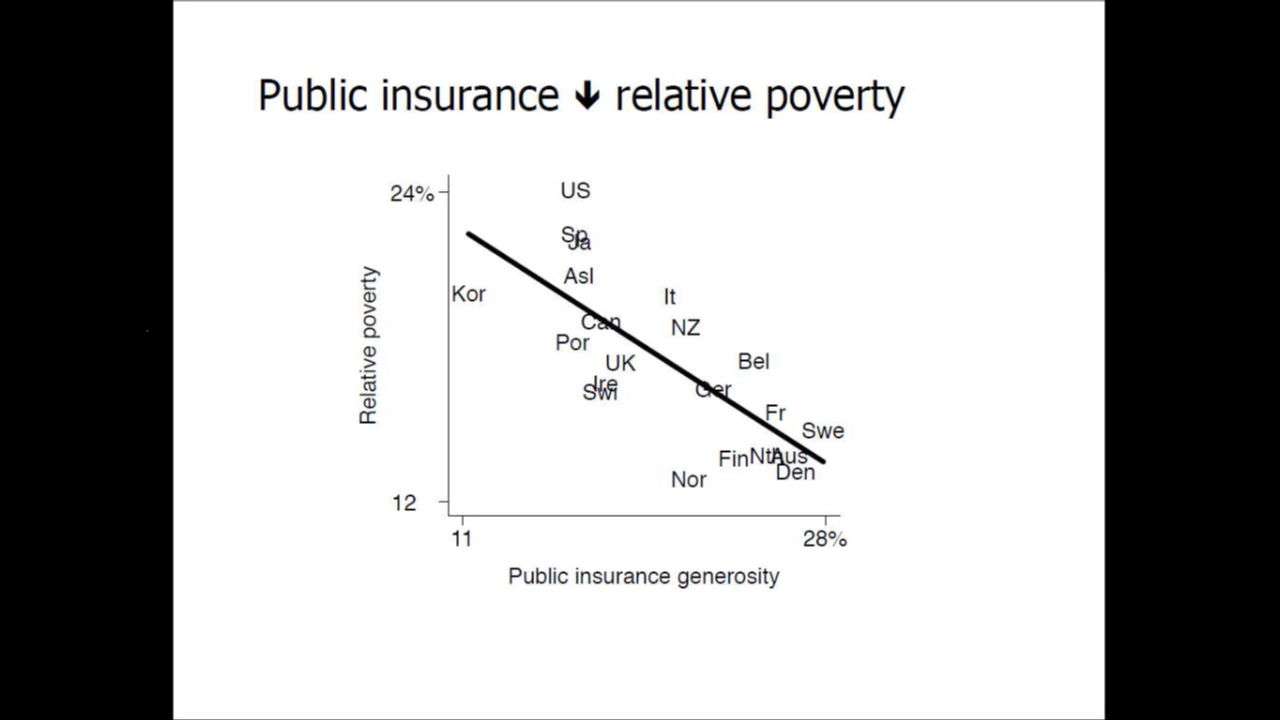 Public insurance 🡫 relative poverty
24%
US
Sp
Ja
Asl
Kor
It
Can
NZ
Por
UK
Bel
Ire
Swi
Ger
Fr
Swe
Fin
Nth
Aus
Den
Nor
12
Relative poverty
11
28%
Public insurance generosity